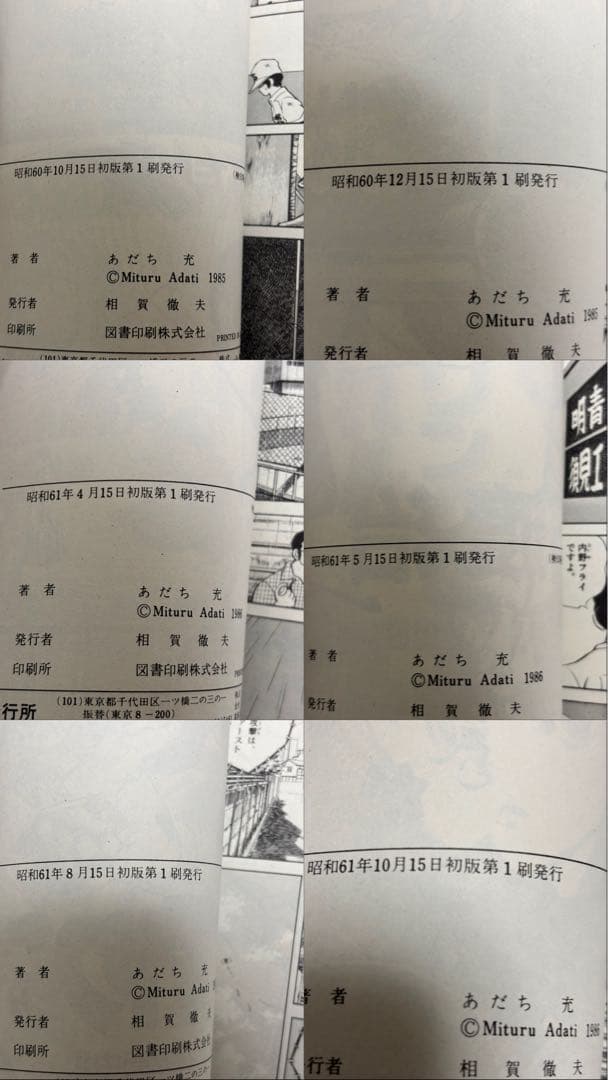 昭和60年10月15日初版第1刷発行
著者 あだち 充
©Mituru Adati 1985
発行者 相賀徹夫
印刷所 図書印刷株式会社
PRINTED
昭和60年12月15日初版第1刷発行
著者 あだち 充
©Mituru Adati 1985
発行者 相賀徹夫
昭和61年4月15日初版第1刷発行
著者 あだち 充
©Mituru Adati 1986
発行者 相賀徹夫
印刷所 図書印刷株式会社
行所 (101)東京都千代田区一ツ橋二の三の一
振替(東京8-200)
青
明
工
見
須
内野フライ
ですよ。
昭和61年5月15日初版第1刷発行
著者 あだち 充
©Mituru Adati 1986
発行者 相賀徹夫
攻撃は、
昭和61年8月15日初版第1刷発行
著者 あだち 充
©Mituru Adati
発行者 相賀徹夫
印刷所 図書印刷株式会社
昭和61年10月15日初版第1刷発行
者 あだち 充
©Mituru Adati 1986
行者 相賀徹夫